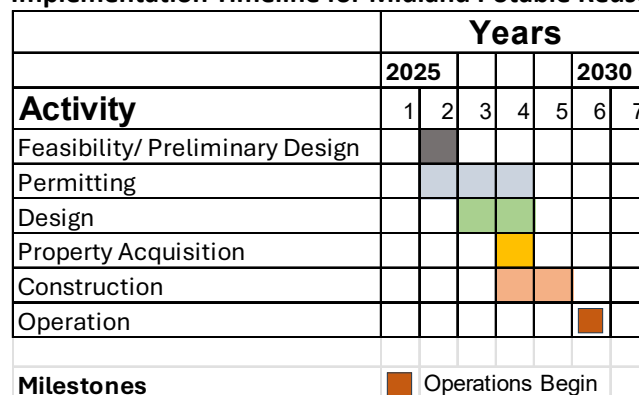 Years
2025 2030
Activity 1 2 3 4 5 6 7
Feasibility/ Preliminary Design
Permitting
Design
Property Acquisition
Construction
Operation
Milestones Operations Begin